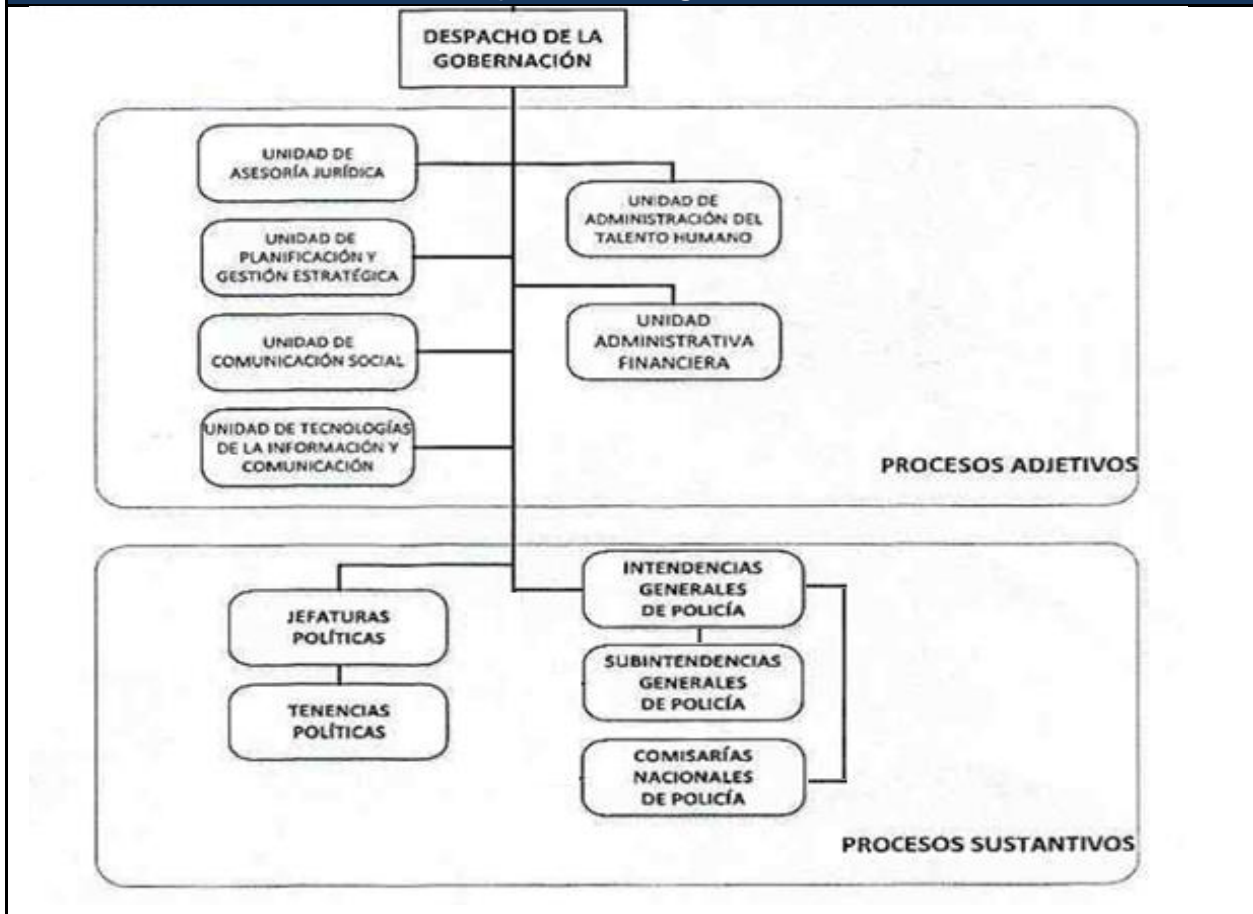 DESPACHO DE LA
GOBERNACIÓN
UNIDAD DE
ASESORÍA JURÍDICA
UNIDAD DE
ADMINISTRACIÓN DEL
TALENTO HUMANO
UNIDAD DE
PLANIFICACIÓN Y
GESTIÓN ESTRATÉGICA
UNIDAD
ADMINISTRATIVA
FINANCIERA
UNIDAD DE
COMUNICACIÓN SOCIAL
UNIDAD DE TECNOLOGÍAS
DE LA INFORMACIÓN Y
COMUNICACIÓN
PROCESOS ADJETIVOS
JEFATURAS
POLÍTICAS
TENENCIAS
POLÍTICAS
INTENDENCIAS
GENERALES
DE POLICÍA
SUBINTENDENCIAS
GENERALES
DE POLICÍA
COMISARÍAS
NACIONALES
DE POLICÍA
PROCESOS SUSTANTIVOS